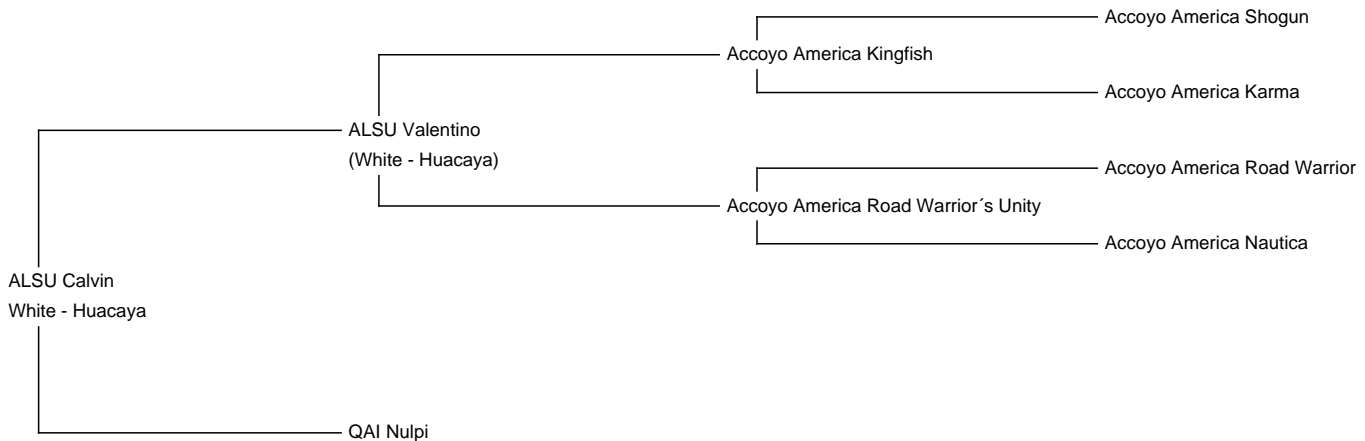 Accoyo America Shogun
Accoyo America Kingfish
Accoyo America Karma
ALSU Valentino
(White - Huacaya)
Accoyo America Road Warrior
Accoyo America Road Warrior´s Unity
Accoyo America Nautica
ALSU Calvin
White - Huacaya
QAI Nulpi